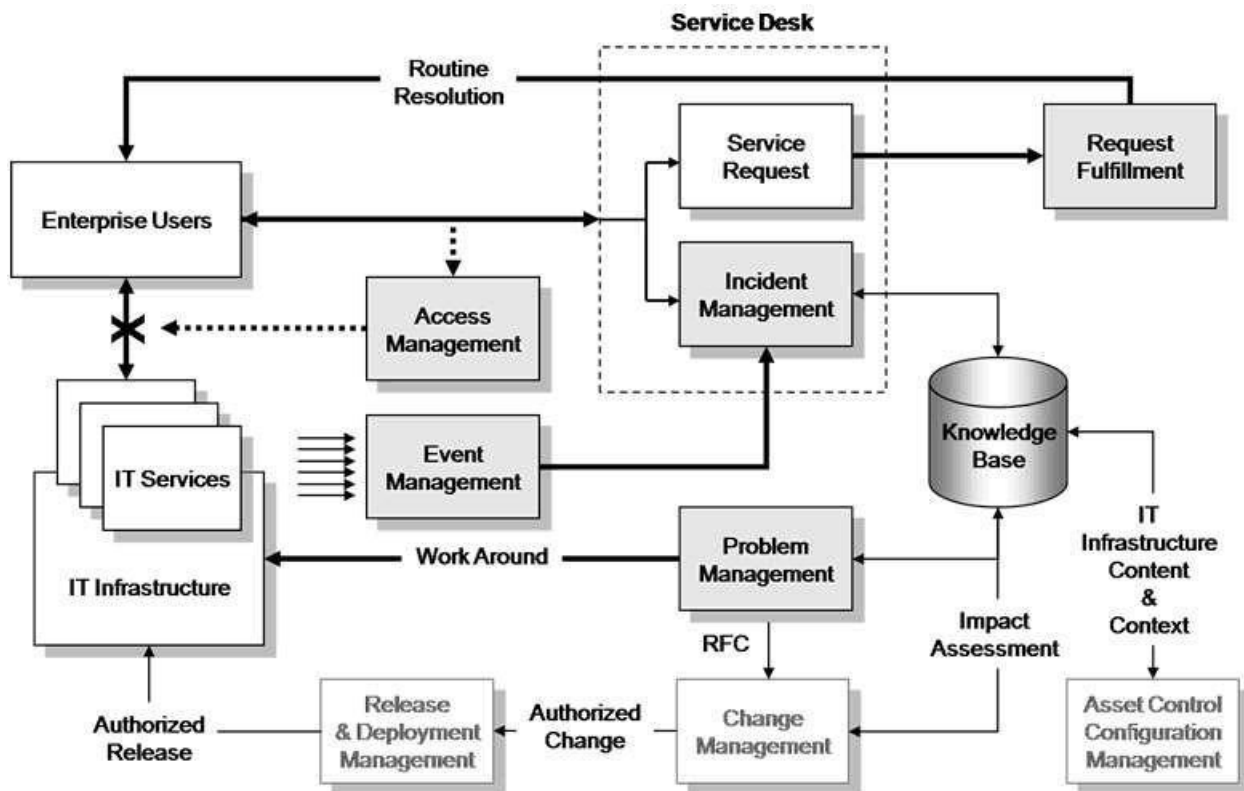 Service Desk
Routine
Resolution
Service
Request
Request
Fulfillment
Enterprise Users
Incident
Management
Access
Management
Knowledge
Base
IT Services
Event
Management
IT Infrastructure
Work Around
Problem
Management
IT
Infrastructure
Content
&
Context
RFC
Impact
Assessment
Authorized
Release
Release
& Deployment
Management
Authorized
Change
Change
Management
Asset Control
Configuration
Management